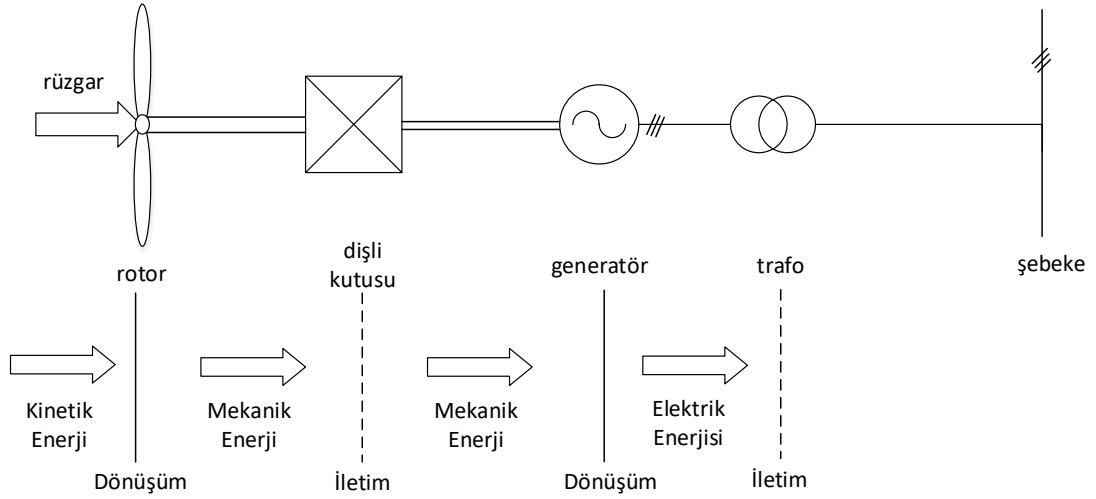 rüzgar
rotor
dişli
kutusu
generatör
trafo
şebeke
Kinetik
Enerji
Mekanik
Enerji
Mekanik
Enerji
Elektrik
Enerjisi
Dönüşüm
İletim
Dönüşüm
İletim